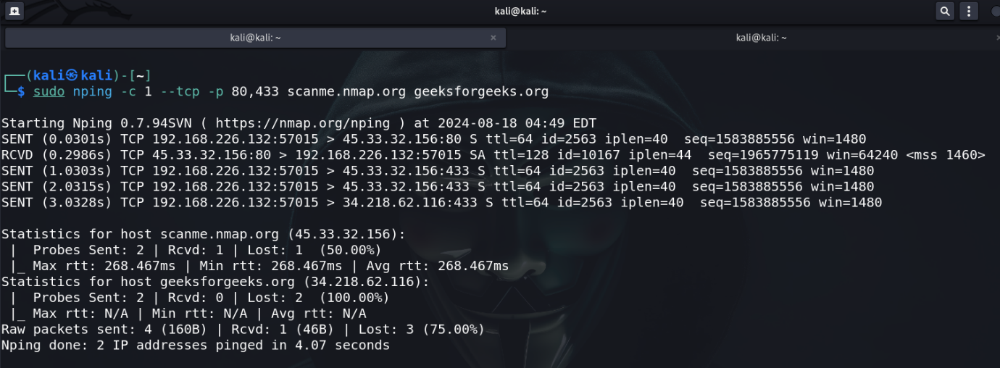 kali@kali: ~
kali@kali: ~ ×
kali@kali: ~ ×
┌──(kali㉿kali)-[~]
└─$ sudo nping -c 1 --tcp -p 80,433 scanme.nmap.org geeksforgeeks.org
Starting Nping 0.7.94SVN ( https://nmap.org/nping ) at 2024-08-18 04:49 EDT
SENT (0.0301s) TCP 192.168.226.132:57015 > 45.33.32.156:80 S ttl=64 id=2563 iplen=40  seq=1583885556 win=1480
RCVD (0.2986s) TCP 45.33.32.156:80 > 192.168.226.132:57015 SA ttl=128 id=10167 iplen=44  seq=1965775119 win=64240 <mss 1460>
SENT (1.0303s) TCP 192.168.226.132:57015 > 45.33.32.156:433 S ttl=64 id=2563 iplen=40  seq=1583885556 win=1480
SENT (2.0315s) TCP 192.168.226.132:57015 > 45.33.32.156:433 S ttl=64 id=2563 iplen=40  seq=1583885556 win=1480
SENT (3.0328s) TCP 192.168.226.132:57015 > 34.218.62.116:433 S ttl=64 id=2563 iplen=40  seq=1583885556 win=1480
Statistics for host scanme.nmap.org (45.33.32.156):
 |  Probes Sent: 2 | Rcvd: 1 | Lost: 1  (50.00%)
 |_ Max rtt: 268.467ms | Min rtt: 268.467ms | Avg rtt: 268.467ms
Statistics for host geeksforgeeks.org (34.218.62.116):
 |  Probes Sent: 2 | Rcvd: 0 | Lost: 2  (100.00%)
 |_ Max rtt: N/A | Min rtt: N/A | Avg rtt: N/A
Raw packets sent: 4 (160B) | Rcvd: 1 (46B) | Lost: 3 (75.00%)
Nping done: 2 IP addresses pinged in 4.07 seconds